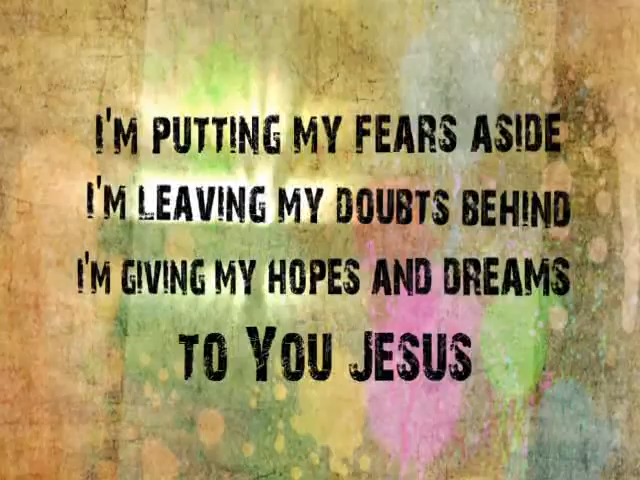 I'M PUTTING MY FEARS ASIDE
I'M LEAVING MY DOUBTS BEHIND
I'M GIVING MY HOPES AND DREAMS
TO YOU JESUS